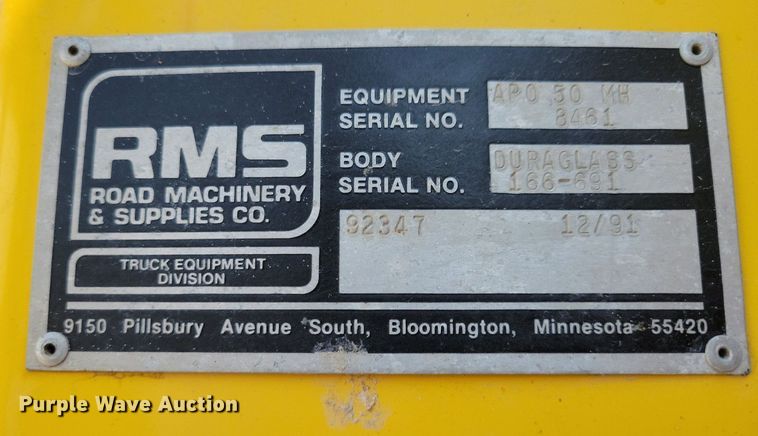 RMS
ROAD MACHINERY
& SUPPLIES CO.
TRUCK EQUIPMENT
DIVISION
EQUIPMENT APO 50 MH
SERIAL NO. 8461
BODY DURAGLASS
SERIAL NO. 166-691
92347 12/91
9150 Pillsbury Avenue South, Bloomington, Minnesota 55420
Purple Wave Auction